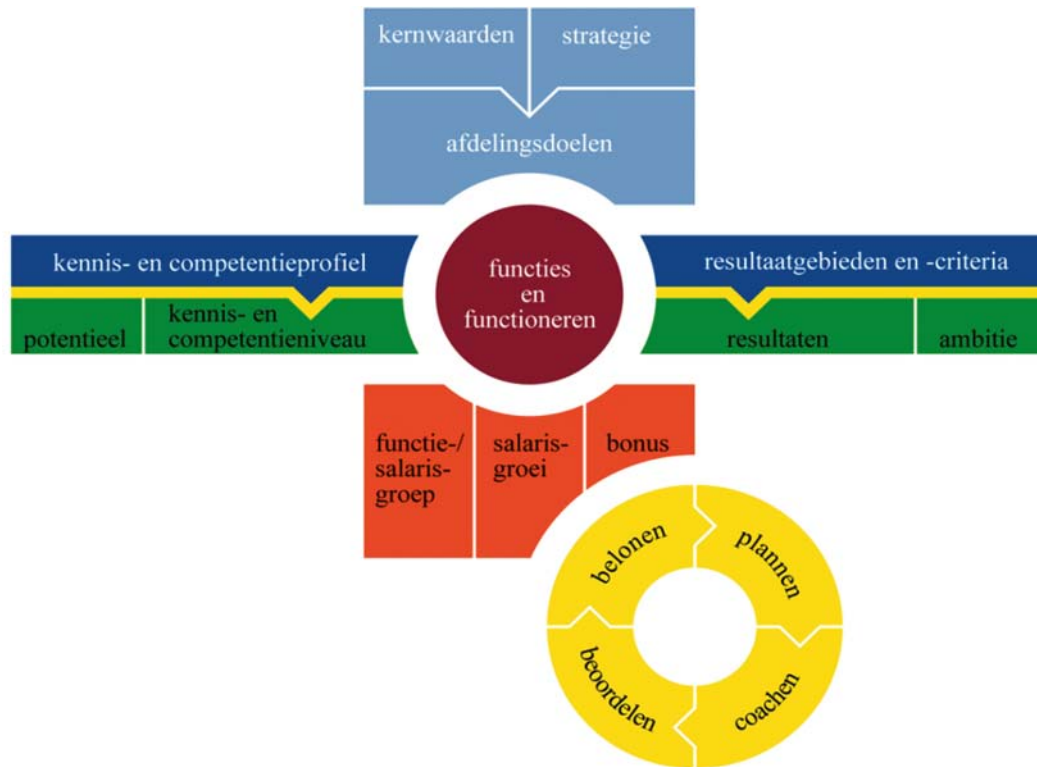 kernwaarden
strategie
afdelingsdoelen
kennis- en competentieprofiel
functies
en
functioneren
resultaatgebieden en -criteria
potentieel
kennis- en
competentieniveau
resultaten
ambitie
functie-/
salaris-
groep
salaris-
groei
bonus
belonen
plannen
beoordelen
coachen